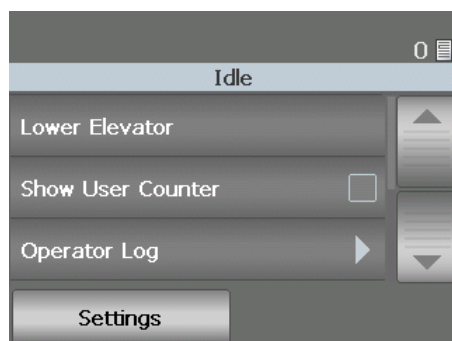 0
Idle
Lower Elevator
Show User Counter
Operator Log
Settings